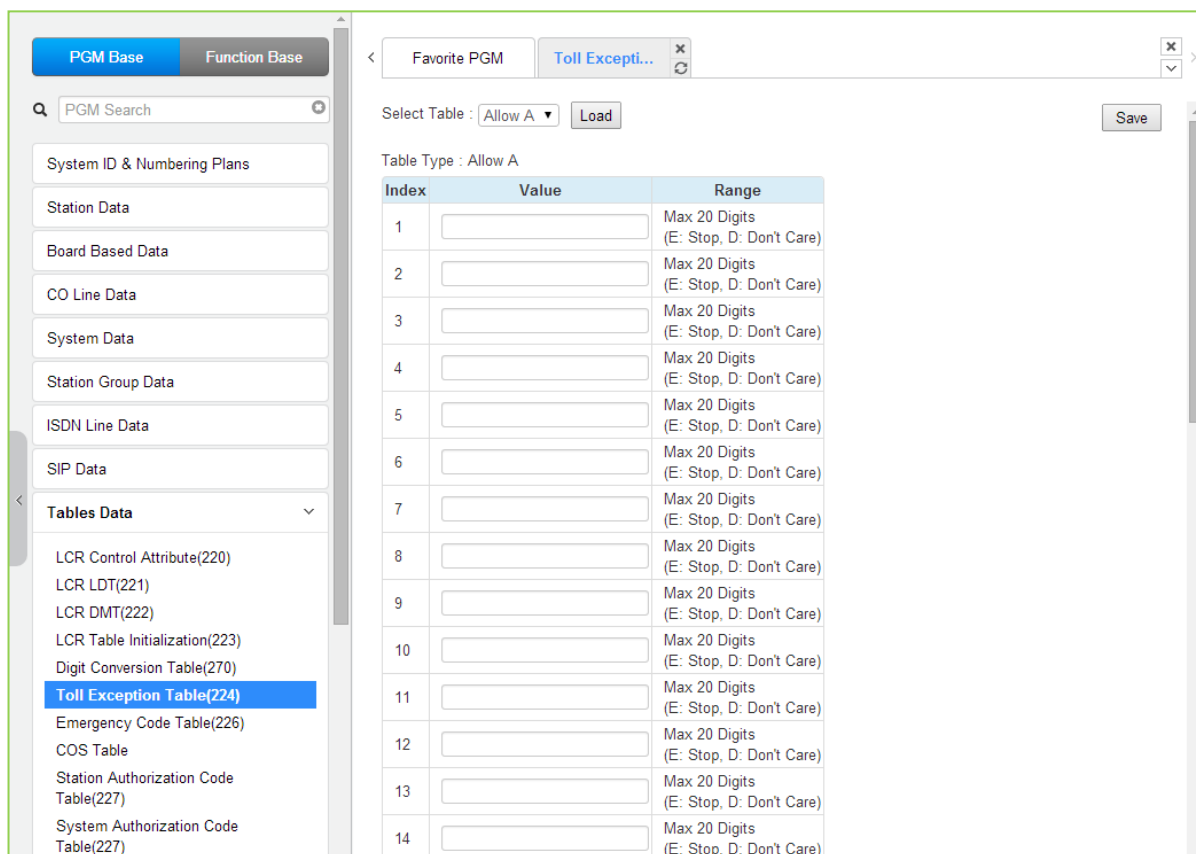 PGM Base Function Base
PGM Search
System ID & Numbering Plans
Station Data
Board Based Data
CO Line Data
System Data
Station Group Data
ISDN Line Data
SIP Data
Tables Data
LCR Control Attribute(220)
LCR LDT(221)
LCR DMT(222)
LCR Table Initialization(223)
Digit Conversion Table(270)
Toll Exception Table(224)
Emergency Code Table(226)
COS Table
Station Authorization Code
Table(227)
System Authorization Code
Table(227)
Favorite PGM Toll Excepti...
Select Table : Allow A Load Save
Table Type : Allow A
Index Value Range
1 Max 20 Digits
(E: Stop, D: Don't Care)
2 Max 20 Digits
(E: Stop, D: Don't Care)
3 Max 20 Digits
(E: Stop, D: Don't Care)
4 Max 20 Digits
(E: Stop, D: Don't Care)
5 Max 20 Digits
(E: Stop, D: Don't Care)
6 Max 20 Digits
(E: Stop, D: Don't Care)
7 Max 20 Digits
(E: Stop, D: Don't Care)
8 Max 20 Digits
(E: Stop, D: Don't Care)
9 Max 20 Digits
(E: Stop, D: Don't Care)
10 Max 20 Digits
(E: Stop, D: Don't Care)
11 Max 20 Digits
(E: Stop, D: Don't Care)
12 Max 20 Digits
(E: Stop, D: Don't Care)
13 Max 20 Digits
(E: Stop, D: Don't Care)
14 Max 20 Digits
(E: Stop, D: Don't Care)